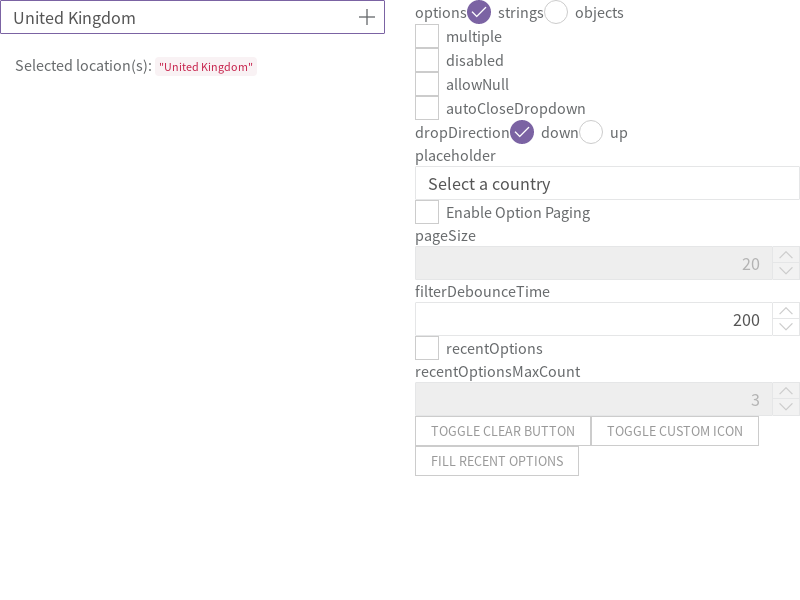 United Kingdom
Selected location(s): "United Kingdom"
options strings objects
multiple
disabled
allowNull
autoCloseDropdown
dropDirection down up
placeholder
Select a country
Enable Option Paging
pageSize
20
filterDebounceTime
200
recentOptions
recentOptionsMaxCount
3
TOGGLE CLEAR BUTTON TOGGLE CUSTOM ICON
FILL RECENT OPTIONS